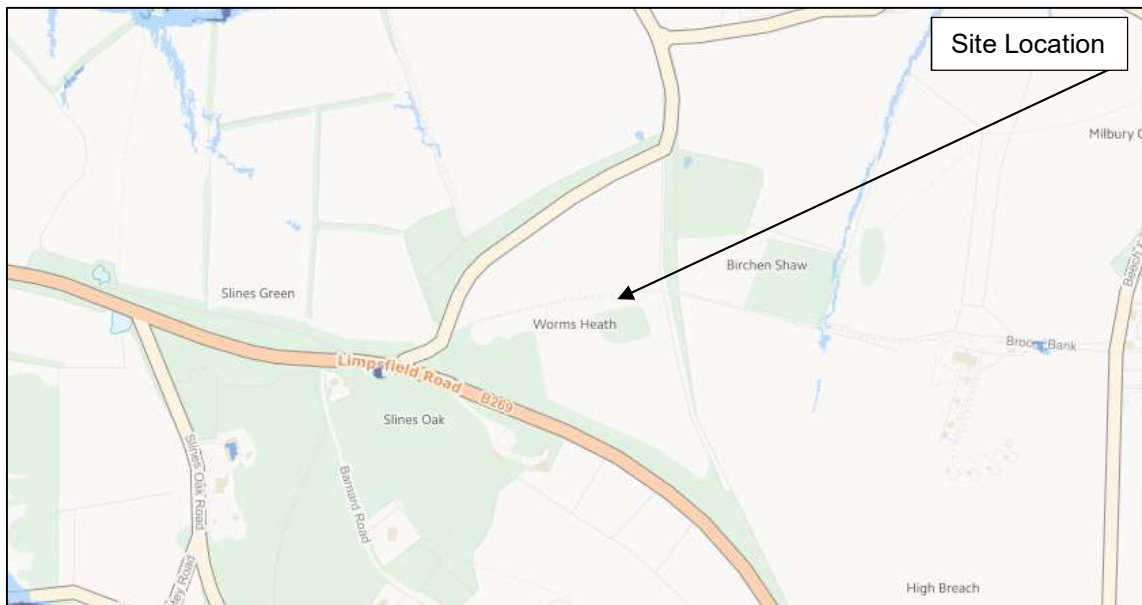 Site Location
Milbury
Birchen Shaw
Slines Green
Worms Heath
Broom Bank
Limpsfield Road
B269
Slines Oak
Slines Oak Road
Barnard Road
High Breach